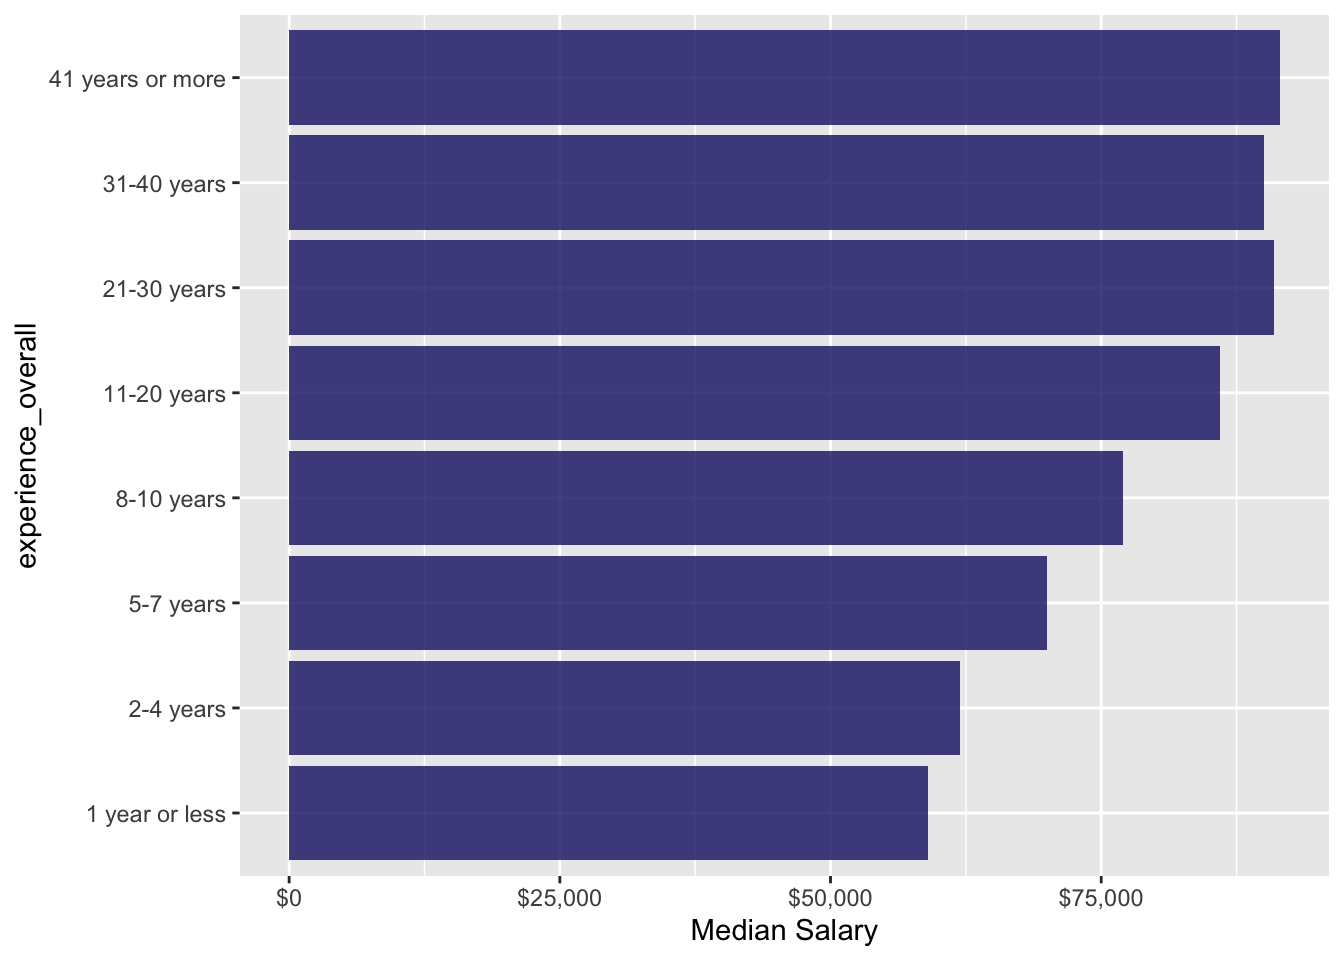 41 years or more
31-40 years
21-30 years
11-20 years
8-10 years
5-7 years
2-4 years
1 year or less
experience_overall
$0
$25,000
$50,000
$75,000
Median Salary